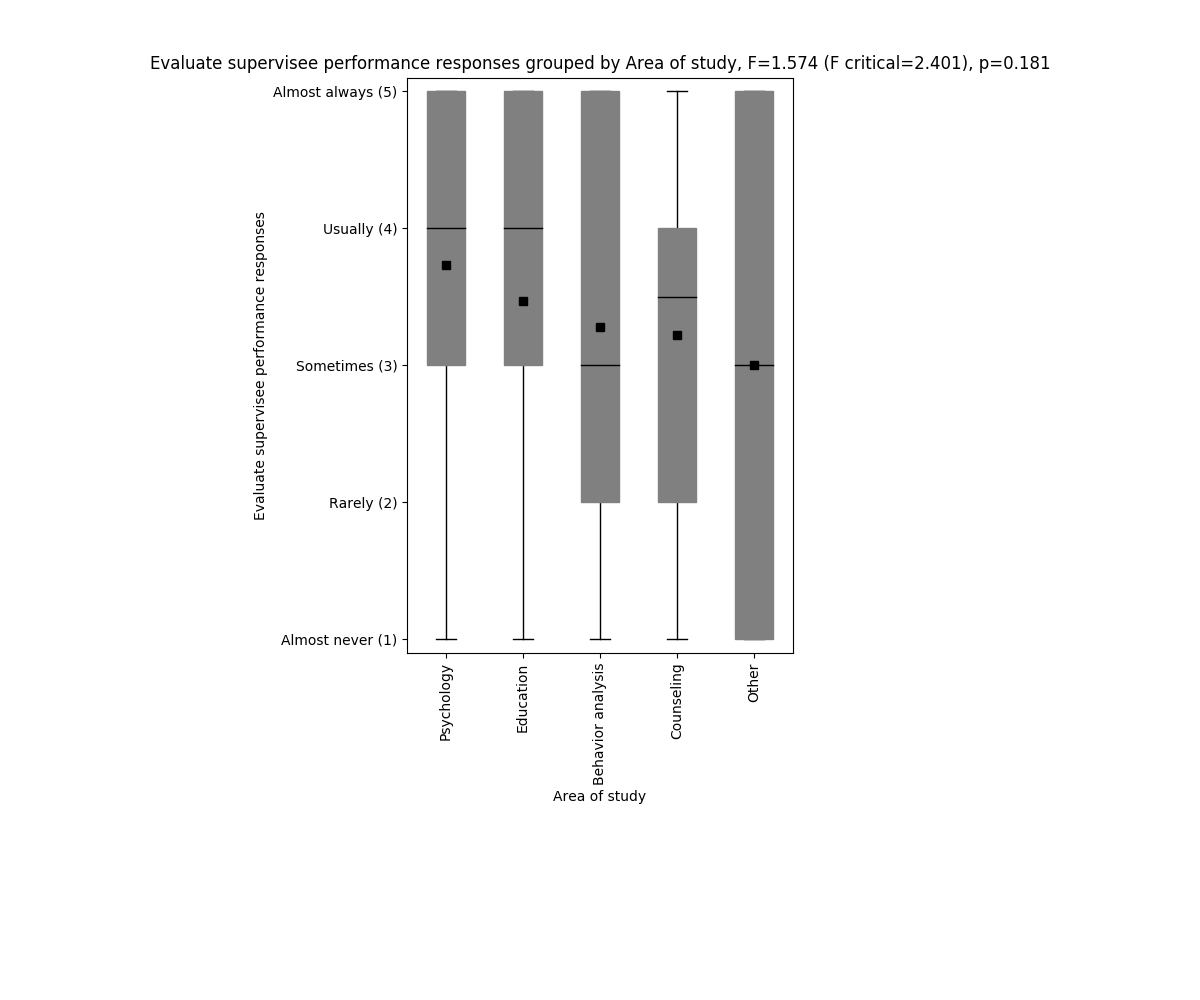 Evaluate supervisee performance responses grouped by Area of study, F=1.574 (F critical=2.401), p=0.181
Almost always (5)
Usually (4)
Sometimes (3)
Rarely (2)
Almost never (1)
Evaluate supervisee performance responses
Psychology
Education
Behavior analysis
Counseling
Other
Area of study